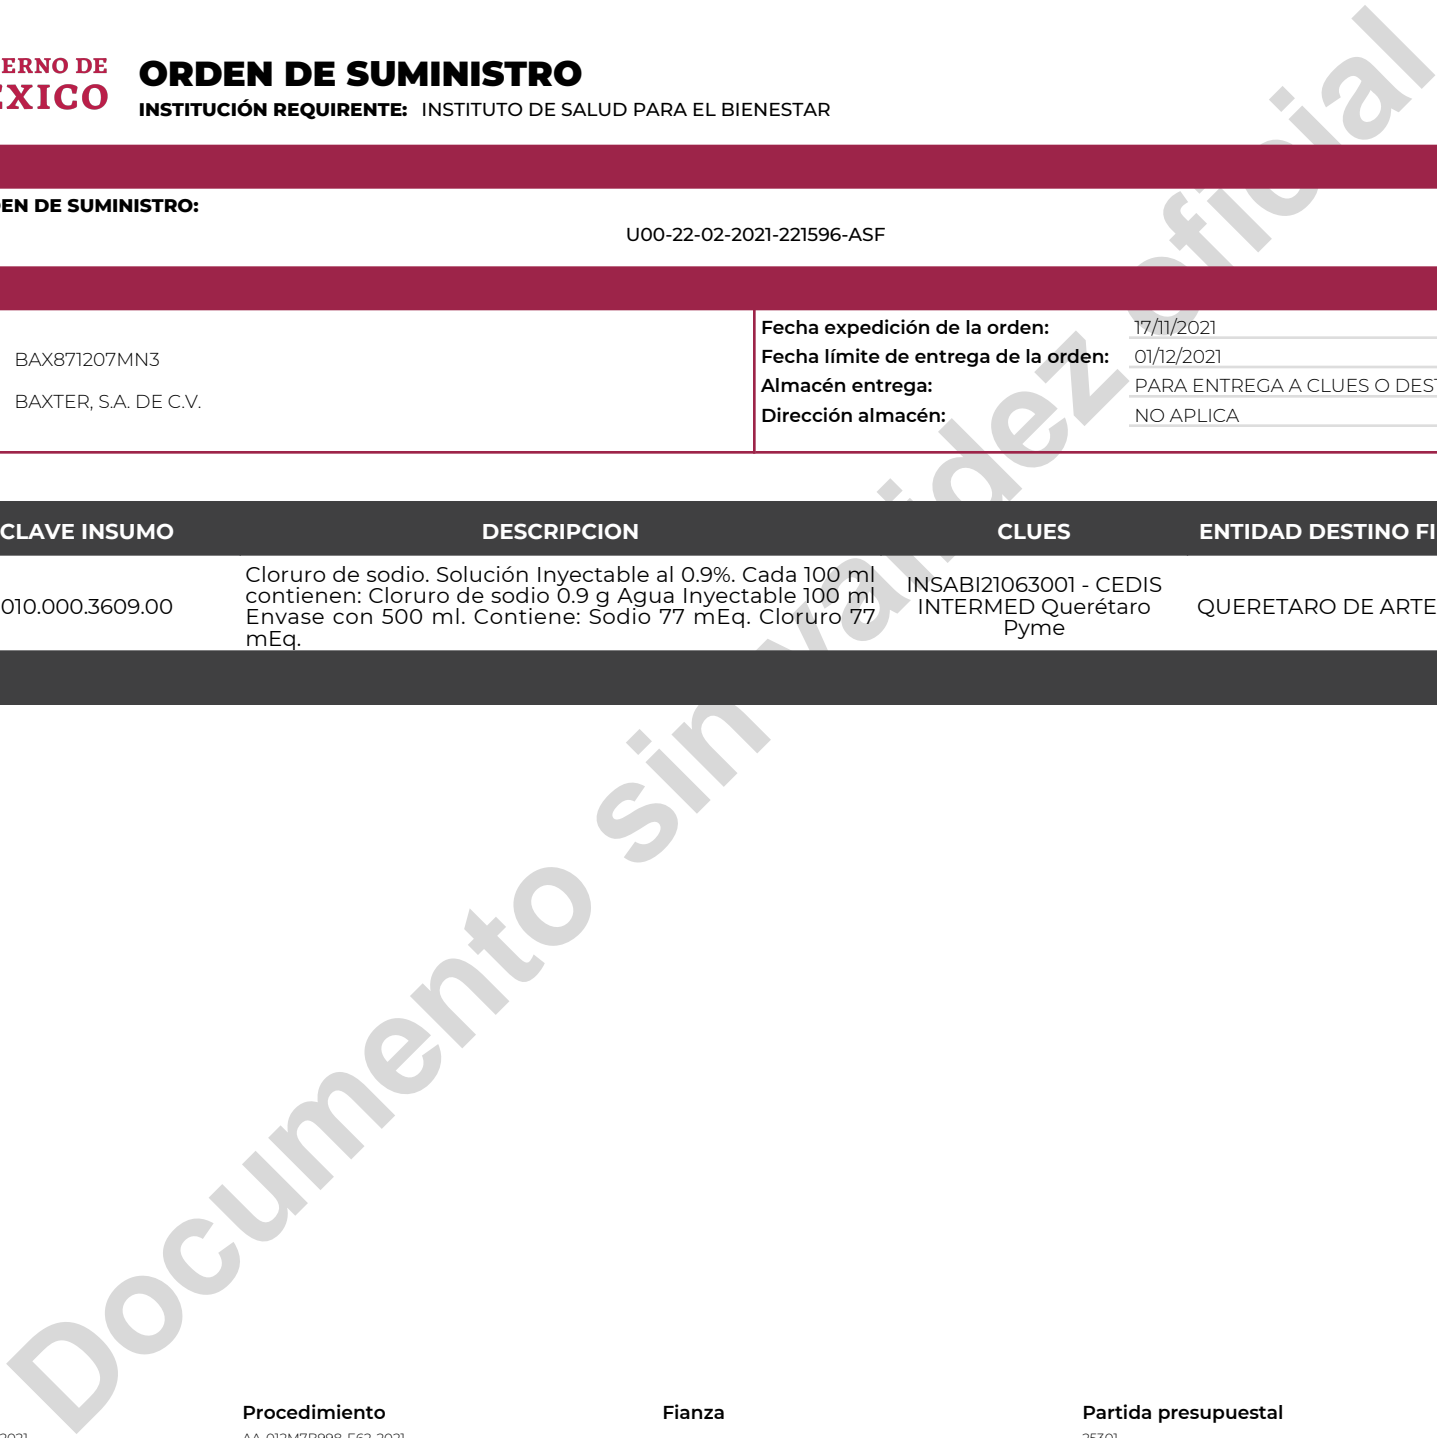 ERNO DE
ORDEN DE SUMINISTRO
XICO
INSTITUCIÓN REQUIRENTE: INSTITUTO DE SALUD PARA EL BIENESTAR
EN DE SUMINISTRO:
U00-22-02-2021-221596-ASF
Fecha expedición de la orden: 17/11/2021
BAX871207MN3
Fecha límite de entrega de la orden: 01/12/2021
Almacén entrega: PARA ENTREGA A CLUES O DES
BAXTER, S.A. DE C.V.
Dirección almacén: NO APLICA
CLAVE INSUMO DESCRIPCION CLUES ENTIDAD DESTINO FI
010.000.3609.00
Cloruro de sodio. Solución Inyectable al 0.9%. Cada 100 ml
contienen: Cloruro de sodio 0.9 g Agua Inyectable 100 ml
Envase con 500 ml. Contiene: Sodio 77 mEq. Cloruro 77
mEq.
INSABI21063001 - CEDIS
INTERMED Querétaro
Pyme
QUERETARO DE ARTE
Documento sin validez oficial
Procedimiento Fianza Partida presupuestal